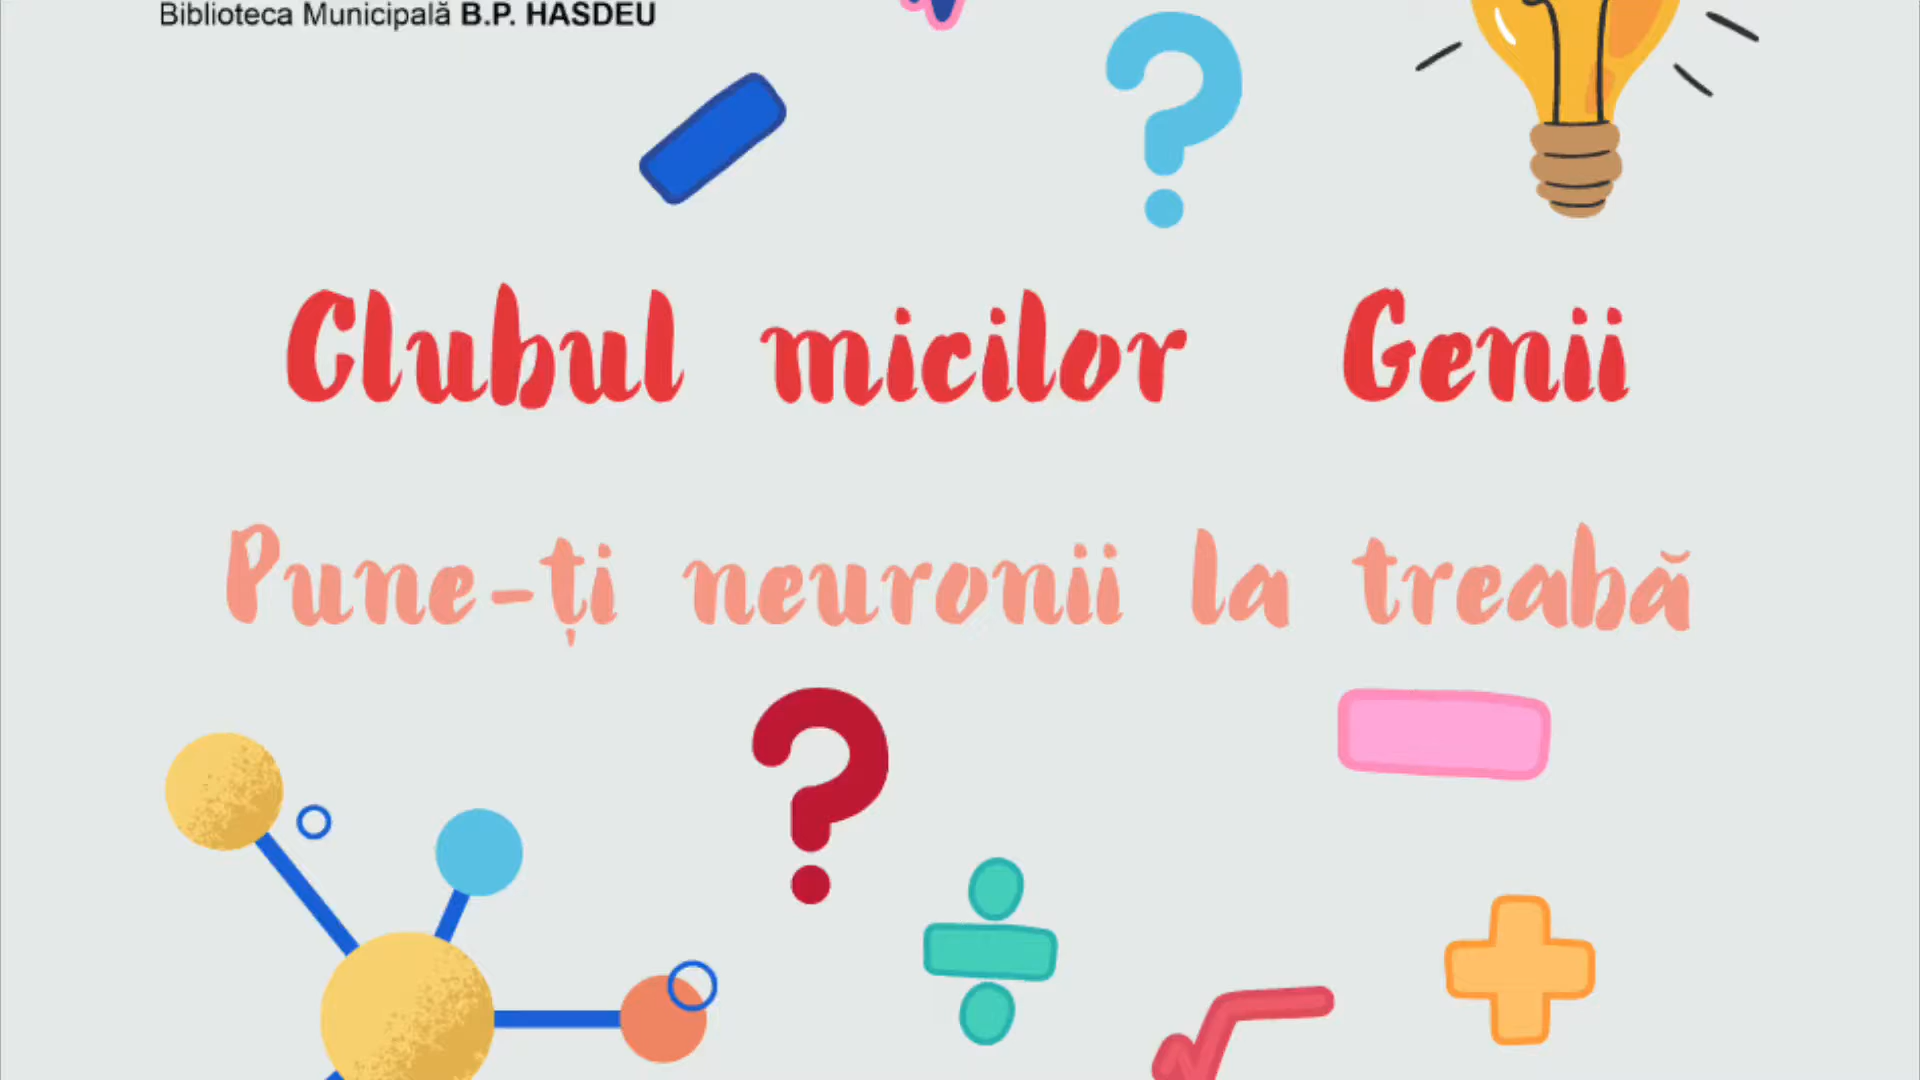 Biblioteca Municipală B.P. HASDEU
Clubul micilor Genii
Pune-ți neuronii la treabă